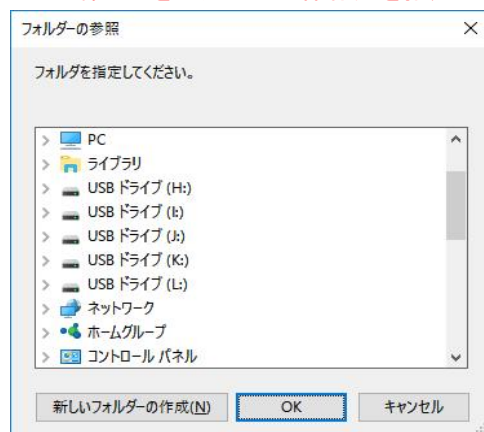 フォルダーの参照
フォルダを指定してください。
PC
ライブラリ
USB ドライブ (H:)
USB ドライブ (I:)
USB ドライブ (J:)
USB ドライブ (K:)
USB ドライブ (L:)
ネットワーク
ホームグループ
コントロール パネル
新しいフォルダーの作成(N)
OK
キャンセル